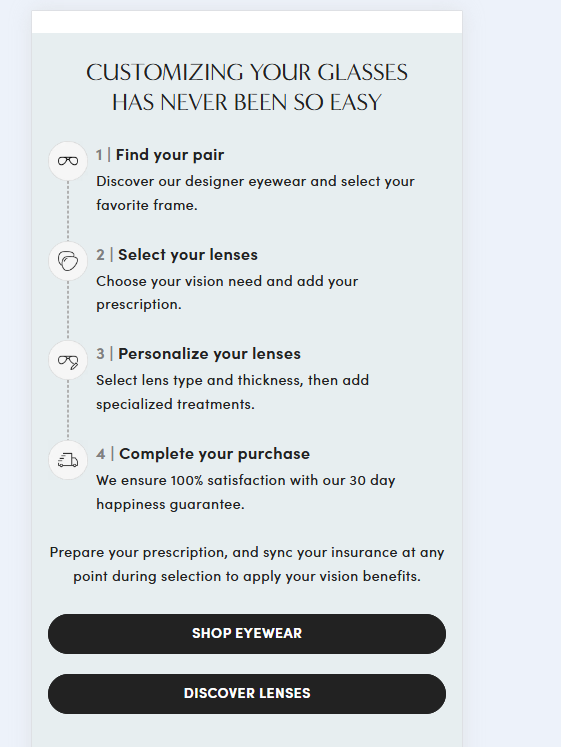 CUSTOMIZING YOUR GLASSES
HAS NEVER BEEN SO EASY
1 | Find your pair
Discover our designer eyewear and select your
favorite frame.
2 | Select your lenses
Choose your vision need and add your
prescription.
3 | Personalize your lenses
Select lens type and thickness, then add
specialized treatments.
4 | Complete your purchase
We ensure 100% satisfaction with our 30 day
happiness guarantee.
Prepare your prescription, and sync your insurance at any
point during selection to apply your vision benefits.
SHOP EYEWEAR
DISCOVER LENSES